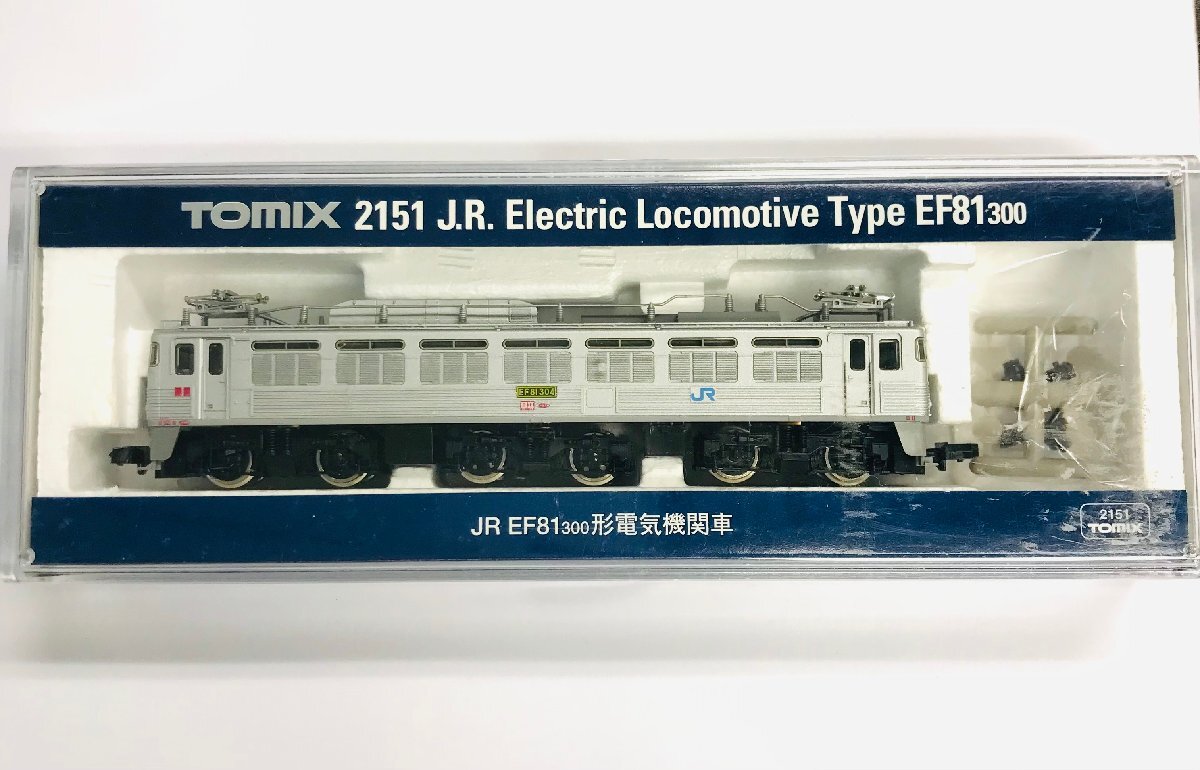 TOMIX 2151 J.R. Electric Locomotive Type EF81300
EF81 304
JR
JR EF81300形電気機関車
2151
TOMIX